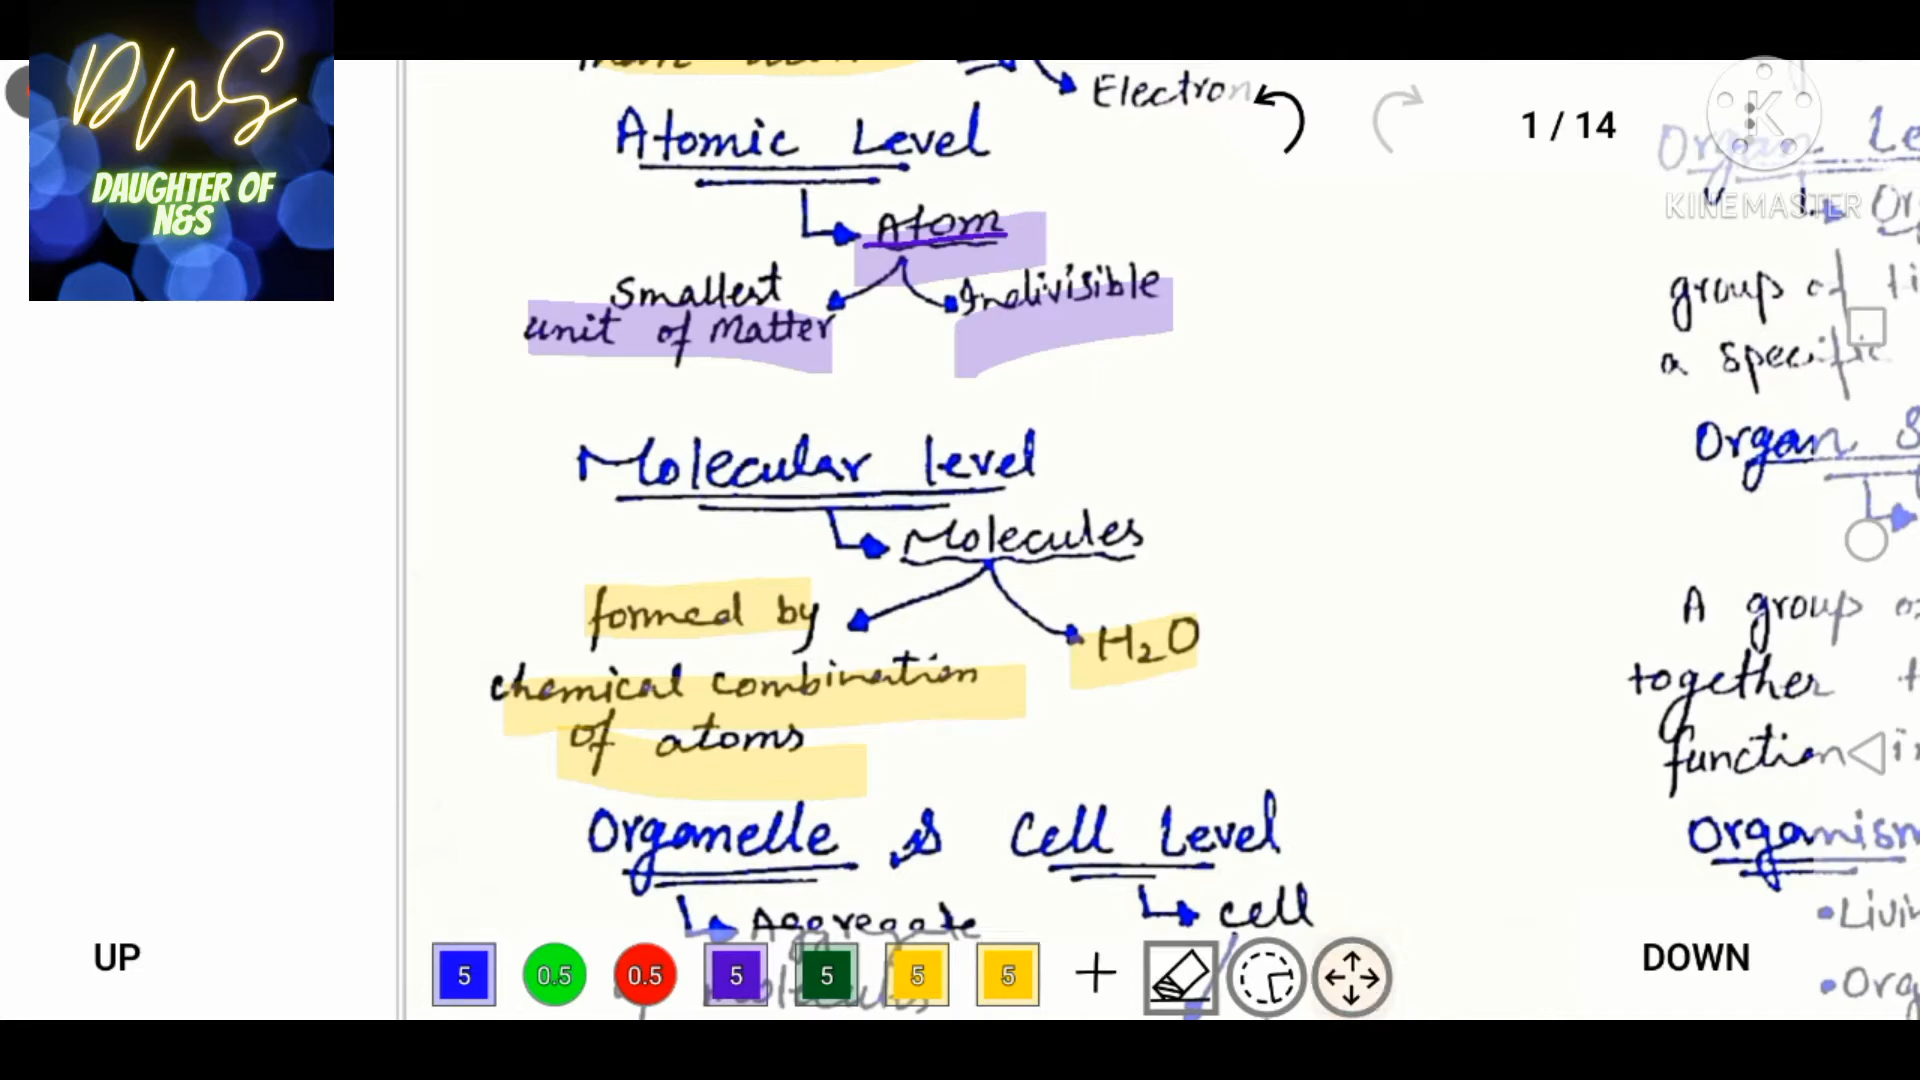 DNS
DAUGHTER OF
N&S
Electron
Atomic Level
Atom
Smallest
unit of Matter
Indivisible
Molecular level
Molecules
formed by
chemical combination
of atoms
H₂O
Organelle & Cell Level
Aggregate
molecules
cell
1 / 14
K
KINEMASTER
group of
a specific
Organ
A group
together
function
UP
5
0.5
0.5
5
5
5
5
DOWN